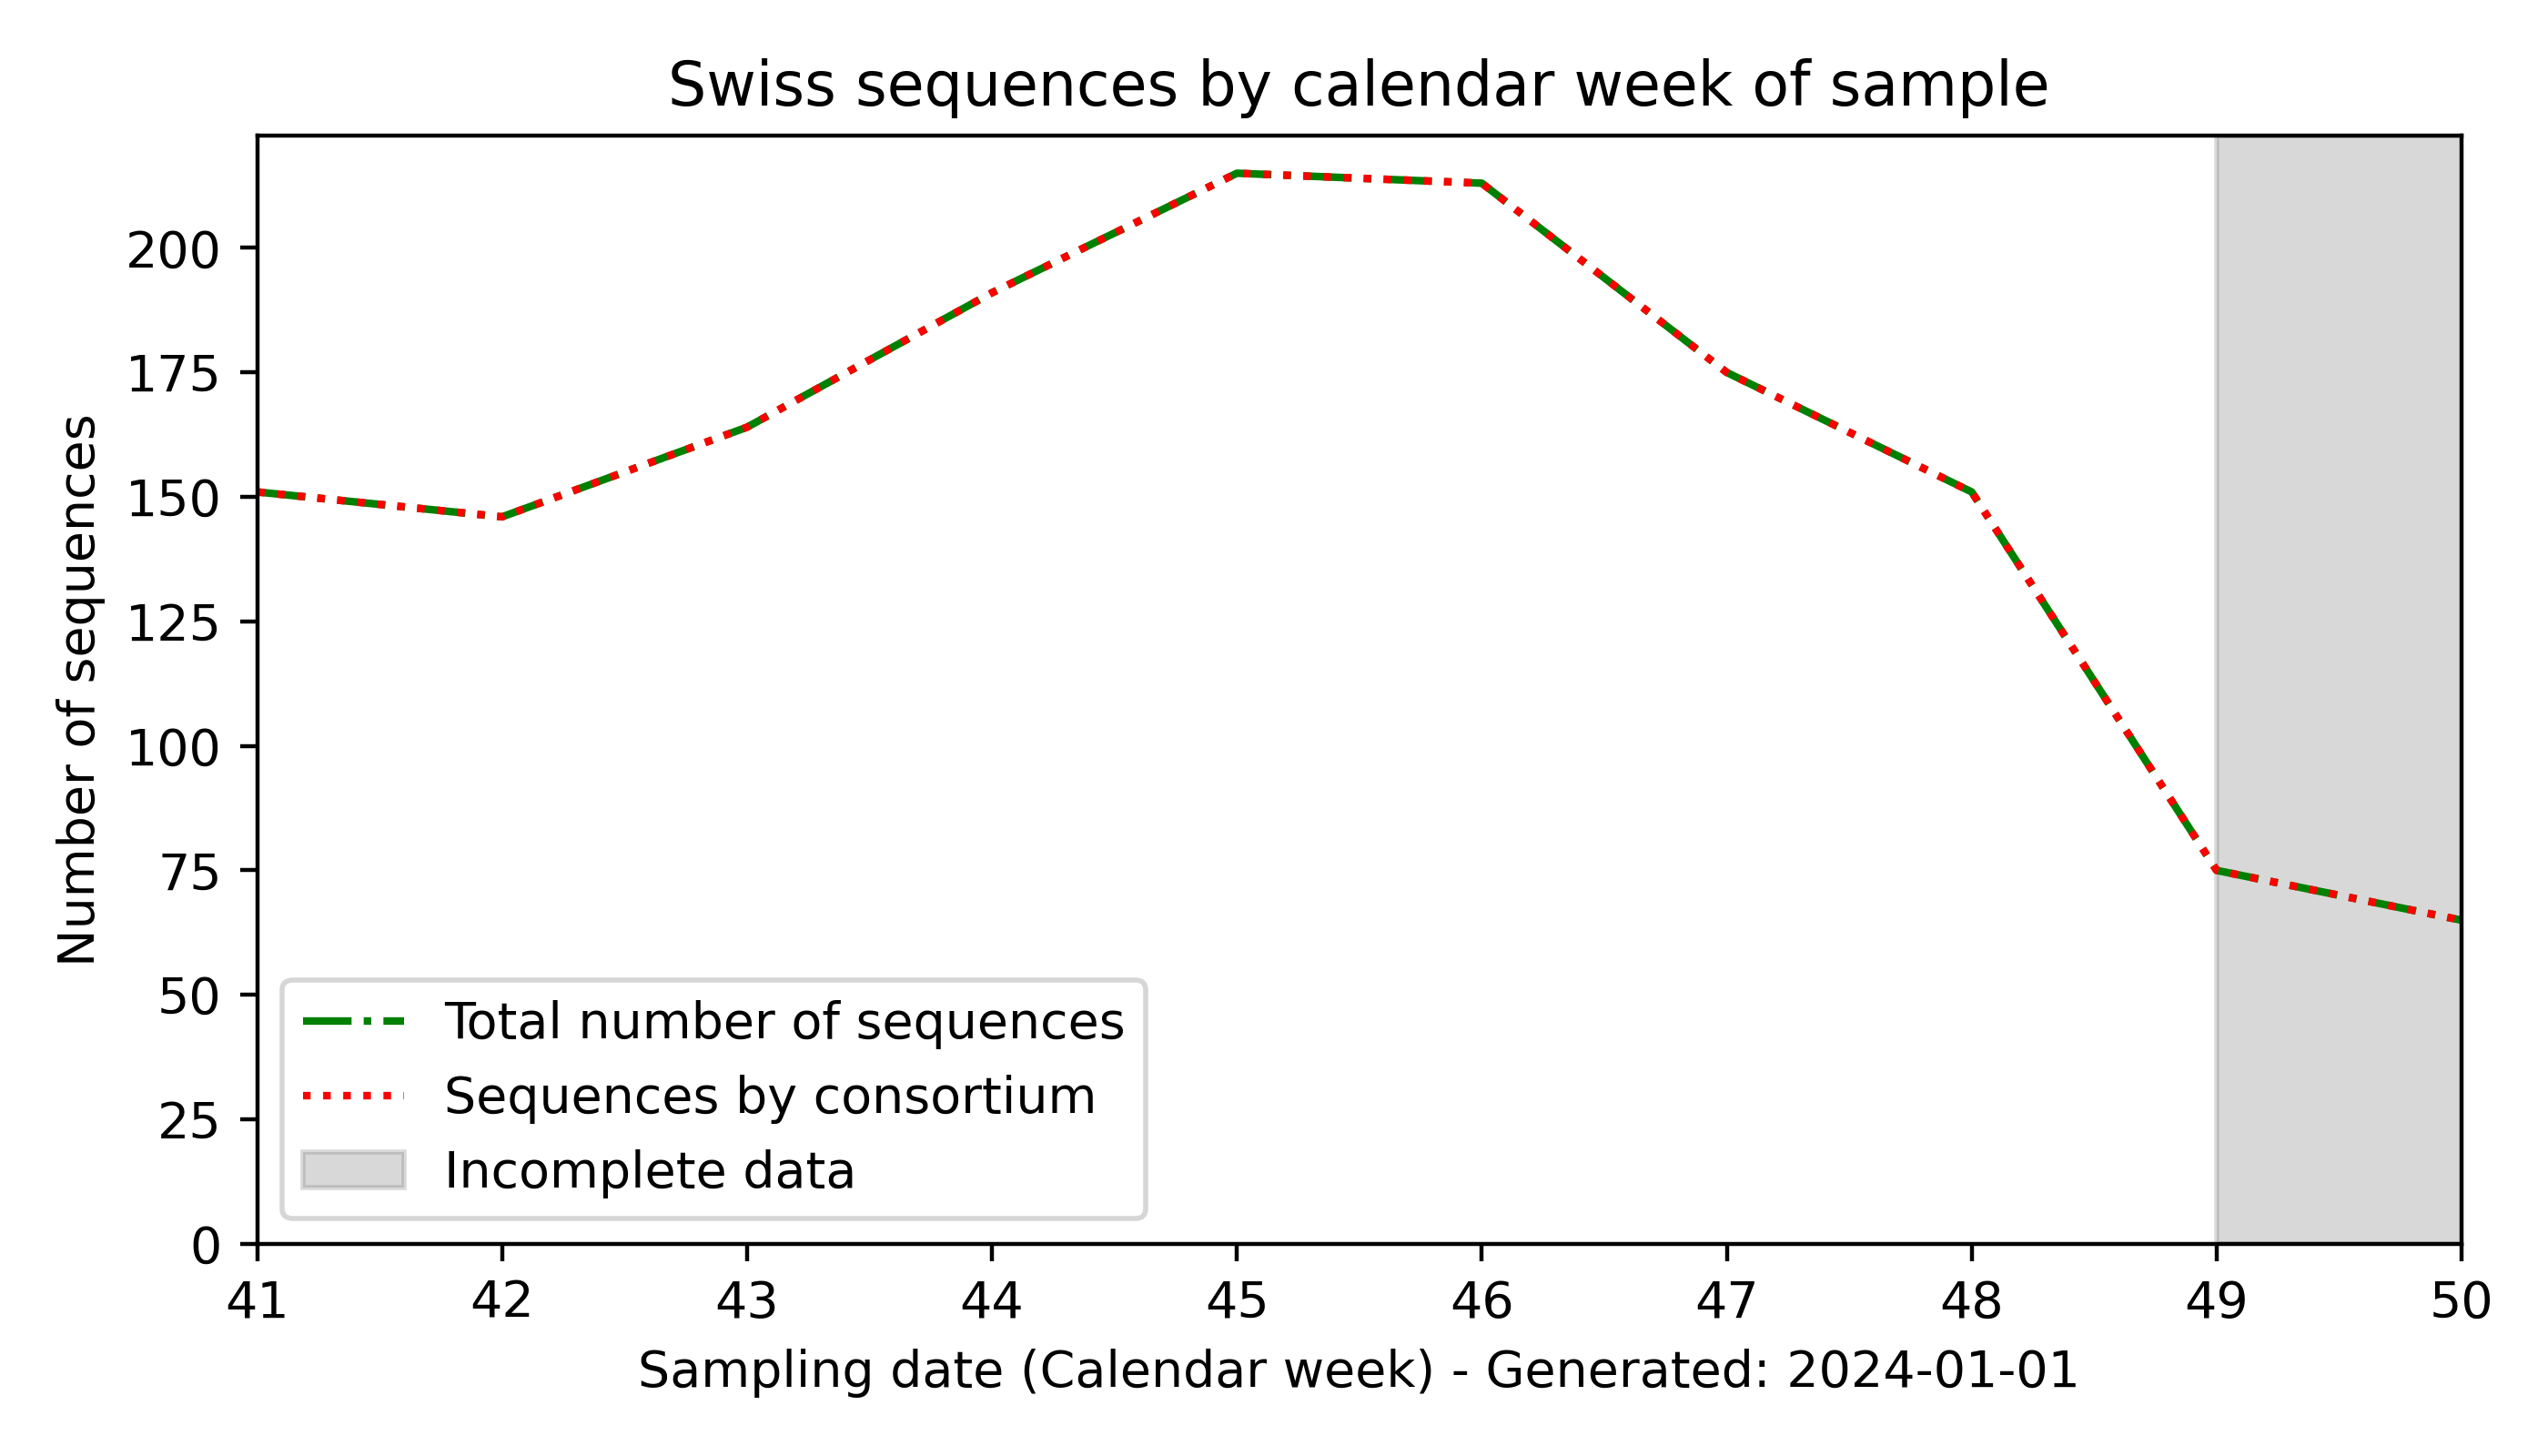 Swiss sequences by calendar week of sample
Number of sequences
200
175
150
125
100
75
50
25
0
Total number of sequences
Sequences by consortium
Incomplete data
41 42 43 44 45 46 47 48 49 50
Sampling date (Calendar week) - Generated: 2024-01-01